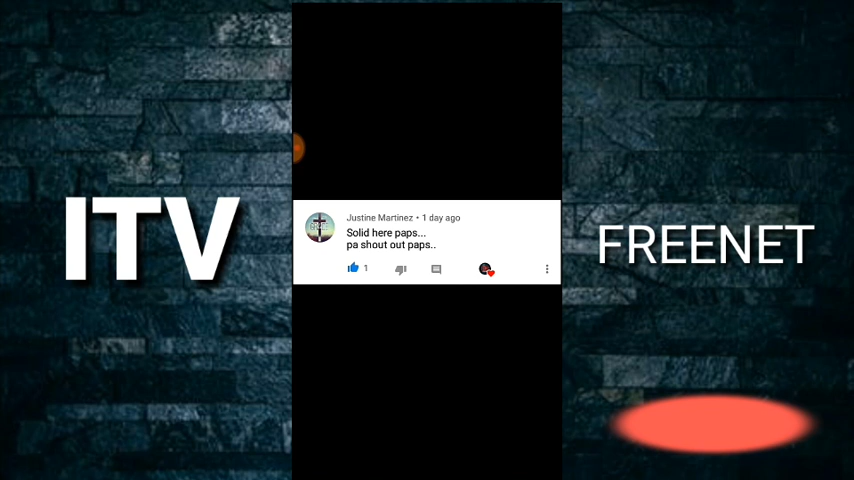 ITV
Justine Martinez • 1 day ago
Solid here paps...
pa shout out paps..
1
FREENET